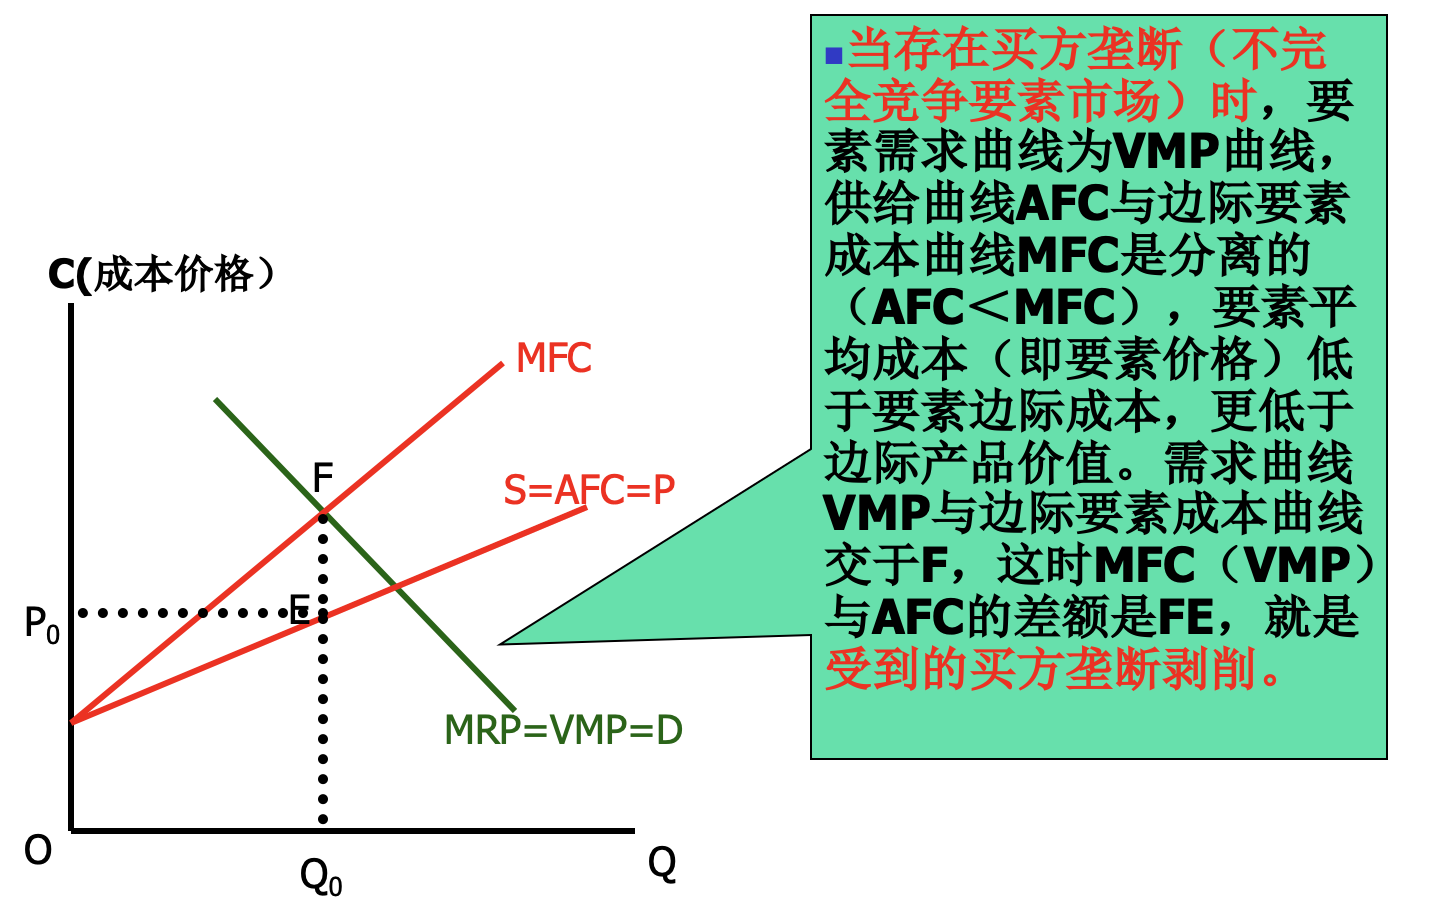 C(成本价格）
MFC
F
S=AFC=P
E
P₀
MRP=VMP=D
O
Q₀
Q
■当存在买方垄断（不完
全竞争要素市场）时，要
素需求曲线为VMP曲线，
供给曲线AFC与边际要素
成本曲线MFC是分离的
（AFC＜MFC），要素平
均成本（即要素价格）低
于要素边际成本，更低于
边际产品价值。需求曲线
VMP与边际要素成本曲线
交于F，这时MFC（VMP）
与AFC的差额是FE，就是
受到的买方垄断剥削。